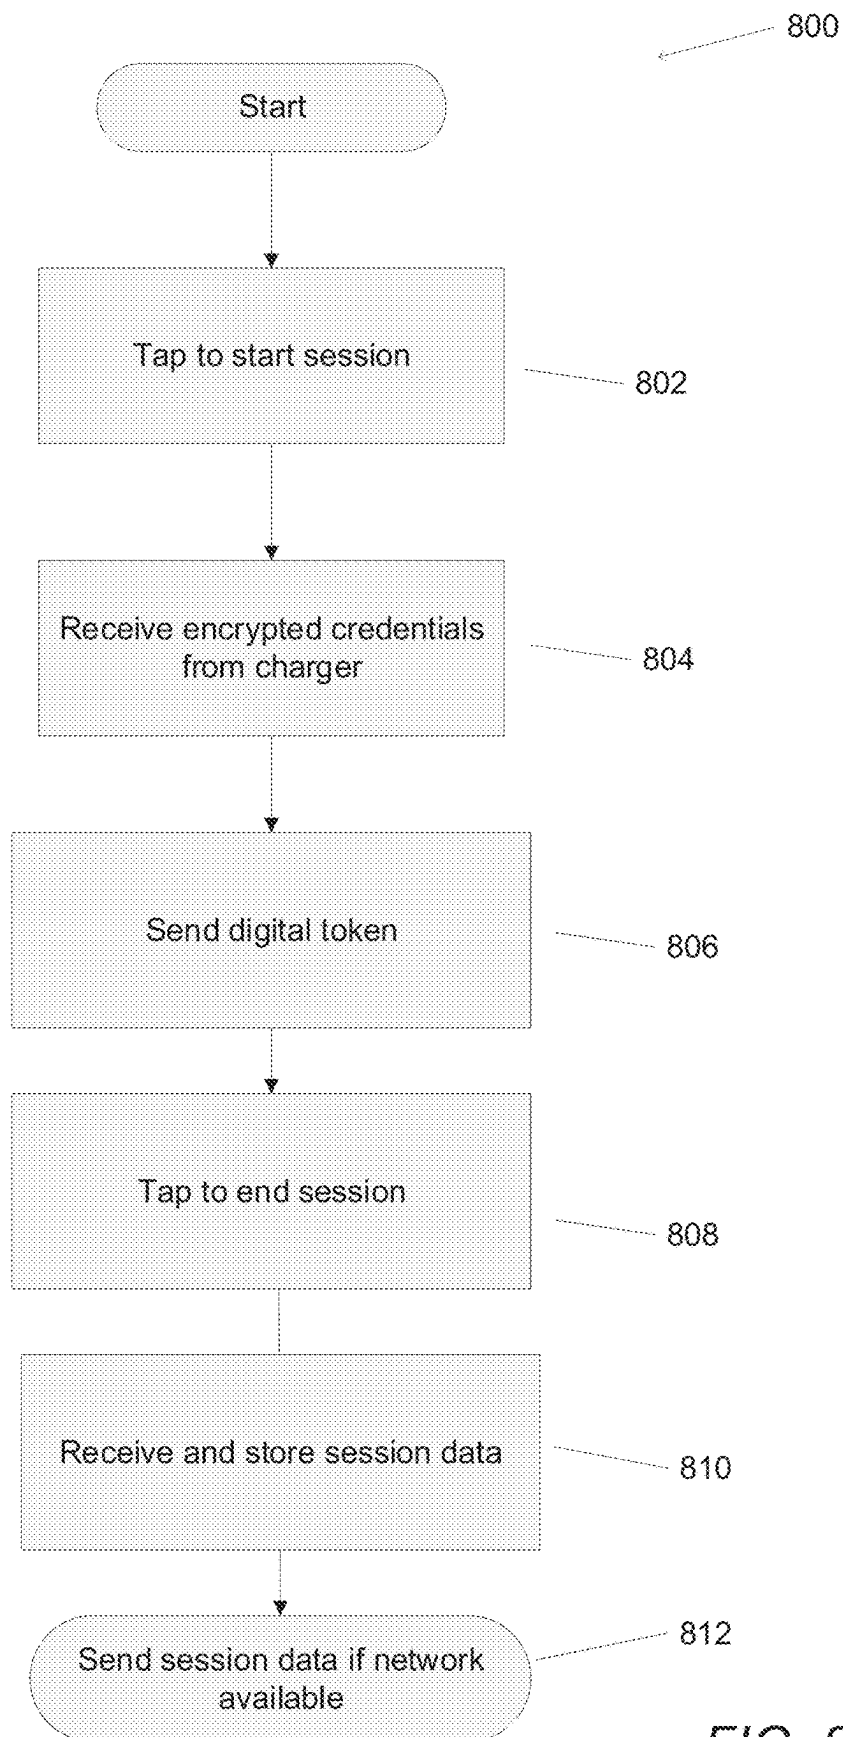 800
Start
Tap to start session
802
Receive encrypted credentials
from charger
804
Send digital token
806
Tap to end session
808
Receive and store session data
810
812
Send session data if network
available
FIG.